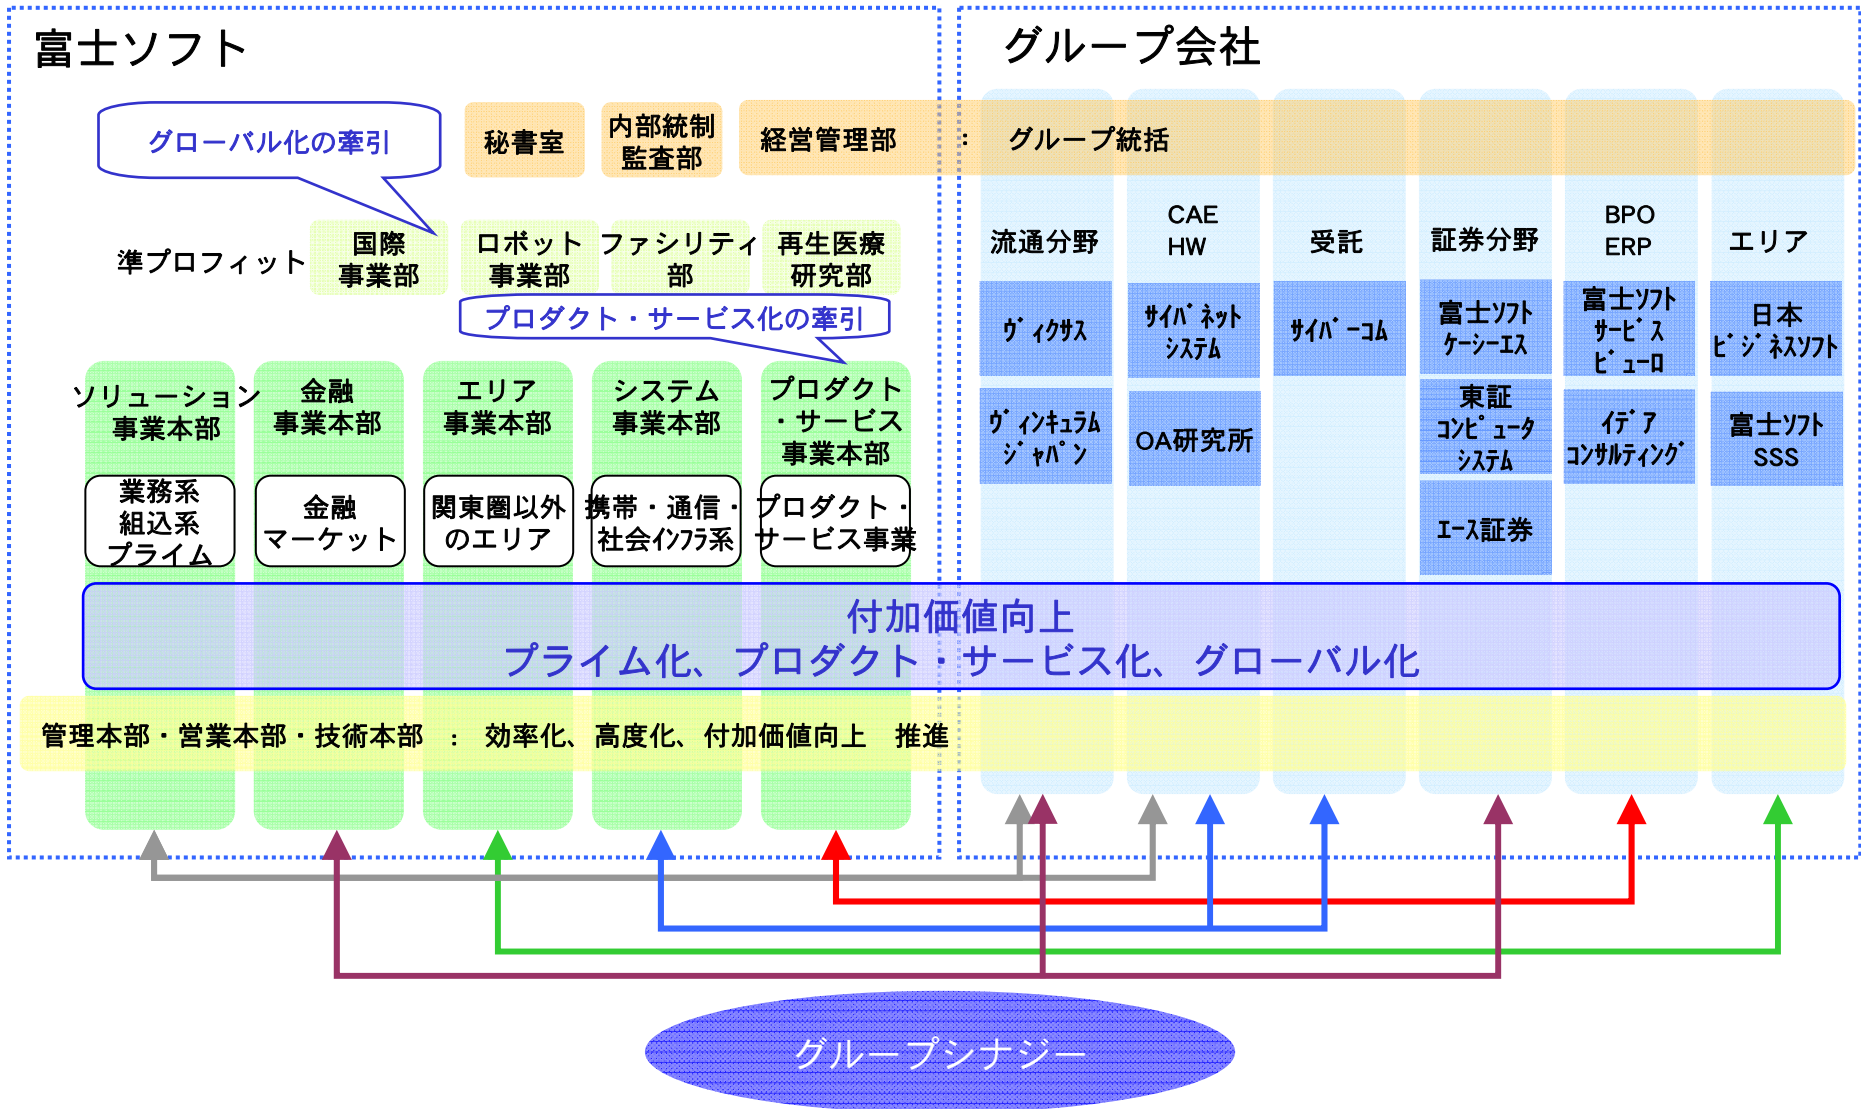 富士ソフト
グループ会社
グローバル化の牽引
秘書室
内部統制
監査部
経営管理部　：　グループ統括
準プロフィット
国際
事業部
ロボット
事業部
ファシリティ
部
再生医療
研究部
プロダクト・サービス化の牽引
ソリューション
事業本部
金融
事業本部
エリア
事業本部
システム
事業本部
プロダクト
・サービス
事業本部
業務系
組込系
プライム
金融
マーケット
関東圏以外
のエリア
携帯・通信・
社会ｲﾝﾌﾗ系
プロダクト・
サービス事業
流通分野
CAE
HW
受託
証券分野
BPO
ERP
エリア
ｳﾞｨｸｻｽ
ｻｲﾊﾞﾈｯﾄ
ｼｽﾃﾑ
ｻｲﾊﾞｰｺﾑ
富士ｿﾌﾄ
ｹｰｼｰｴｽ
富士ｿﾌﾄ
ｻｰﾋﾞｽ
ﾋﾞｭｰﾛ
日本
ﾋﾞｼﾞﾈｽｿﾌﾄ
ｳﾞｨﾝｷｭﾗﾑ
ｼﾞｬﾊﾟﾝ
OA研究所
東証
ｺﾝﾋﾟｭｰﾀ
ｼｽﾃﾑ
ｲﾃﾞｱ
ｺﾝｻﾙﾃｨﾝｸﾞ
富士ｿﾌﾄ
SSS
ｴｰｽ証券
付加価値向上
プライム化、プロダクト・サービス化、グローバル化
管理本部・営業本部・技術本部　：　効率化、高度化、付加価値向上　推進
グループシナジー